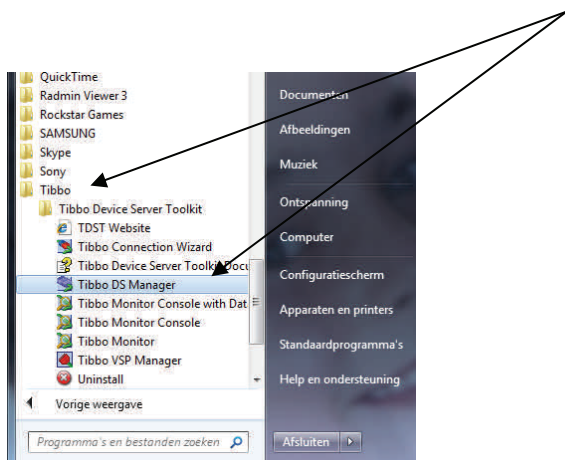 QuickTime
Radmin Viewer 3
Rockstar Games
SAMSUNG
Skype
Sony
Tibbo
Tibbo Device Server Toolkit
TDST Website
Tibbo Connection Wizard
Tibbo Device Server Toolkit Docu
Tibbo DS Manager
Tibbo Monitor Console with Dat
Tibbo Monitor Console
Tibbo Monitor
Tibbo VSP Manager
Uninstall
Vorige weergave
Programma's en bestanden zoeken
Documenten
Afbeeldingen
Muziek
Ontspanning
Computer
Configuratiescherm
Apparaten en printers
Standaardprogramma's
Help en ondersteuning
Afsluiten